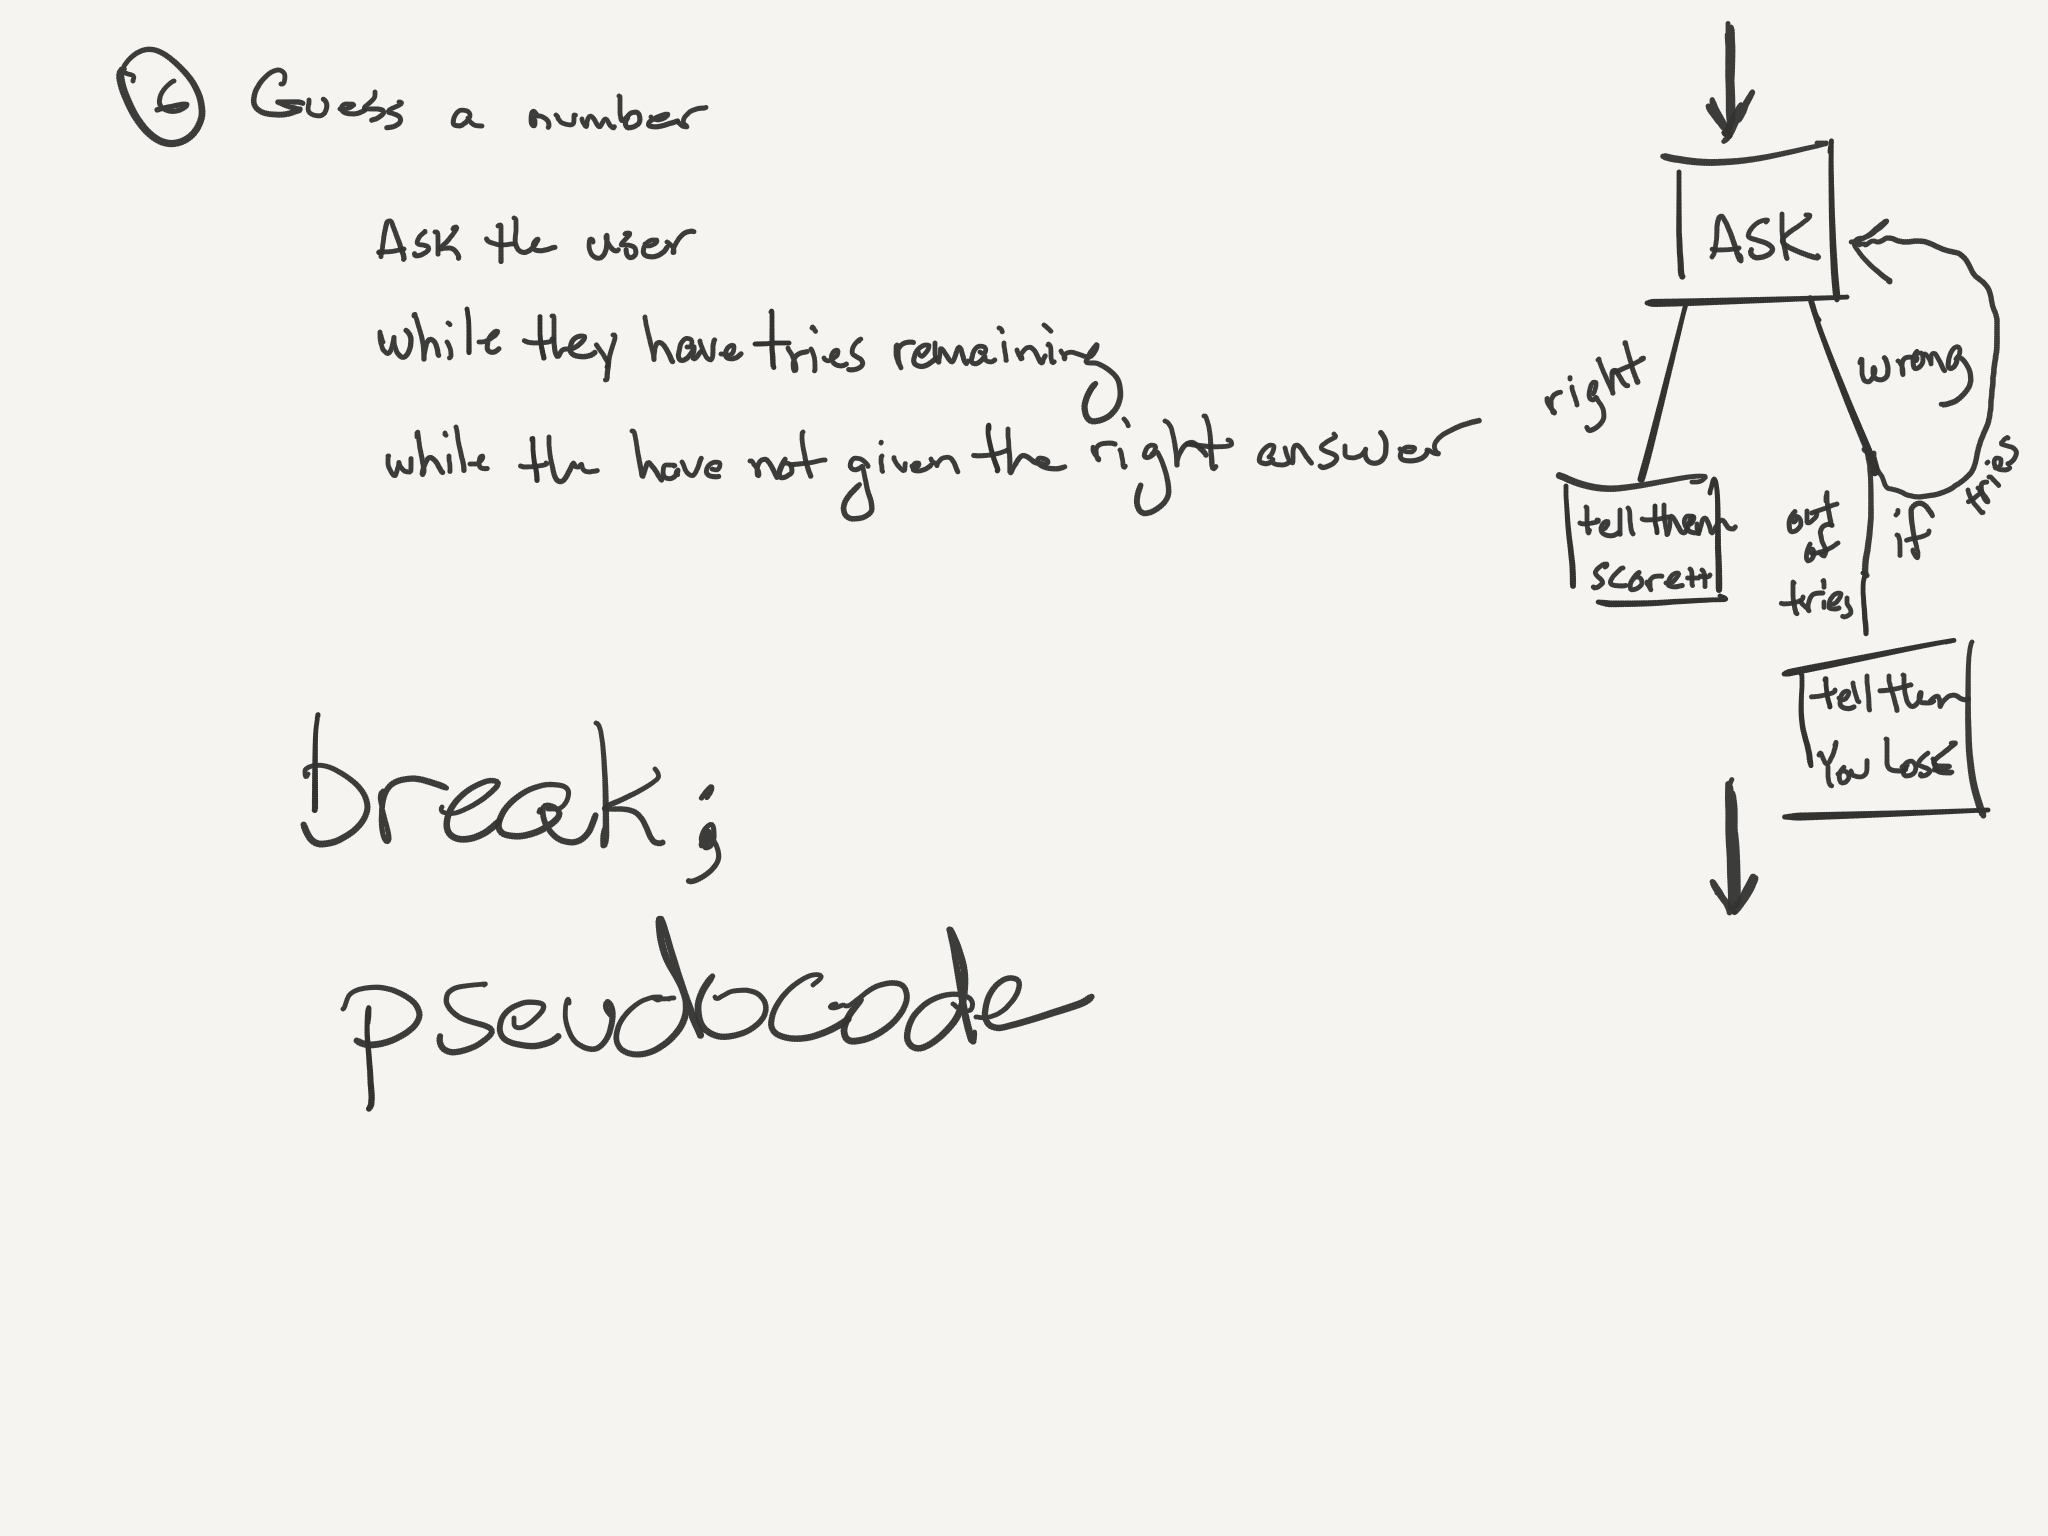 6 Guess a number
Ask the user
while they have tries remaining
while the have not given the right answer
break;
pseudocode
ASK
right
wrong
tell them
score++
out
of
tries
if
tries
tell them
You Lose